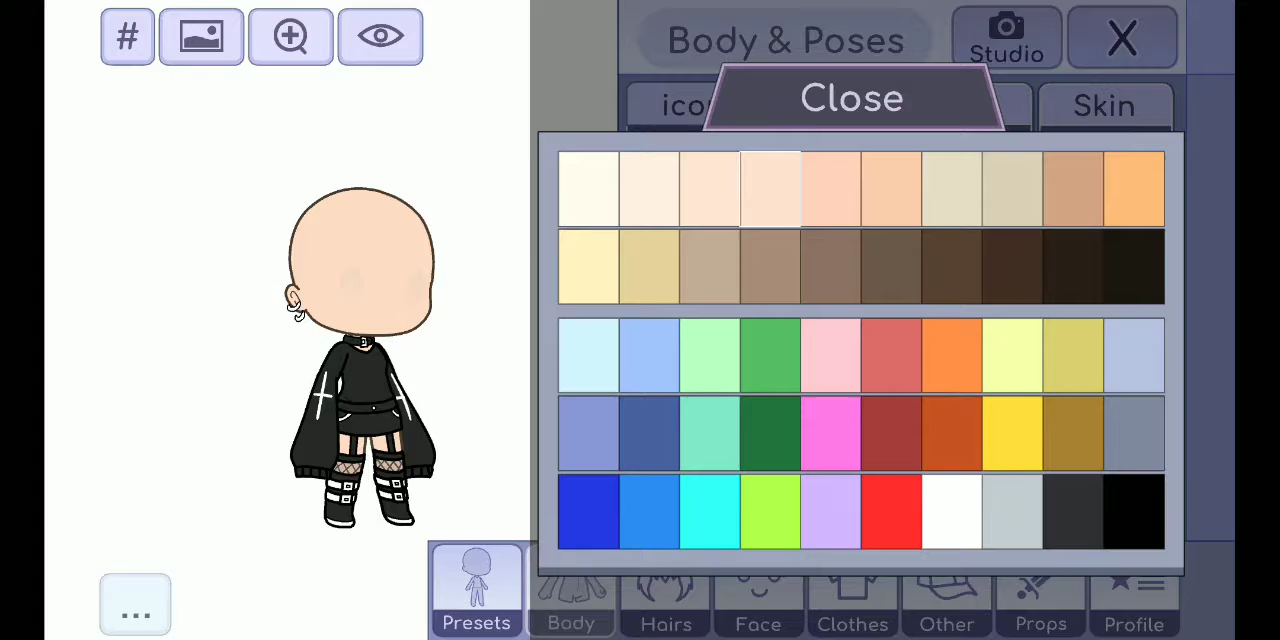 #
Body & Poses
Studio
X
Close
Skin
...
Presets
Body
Hairs
Face
Clothes
Other
Props
Profile